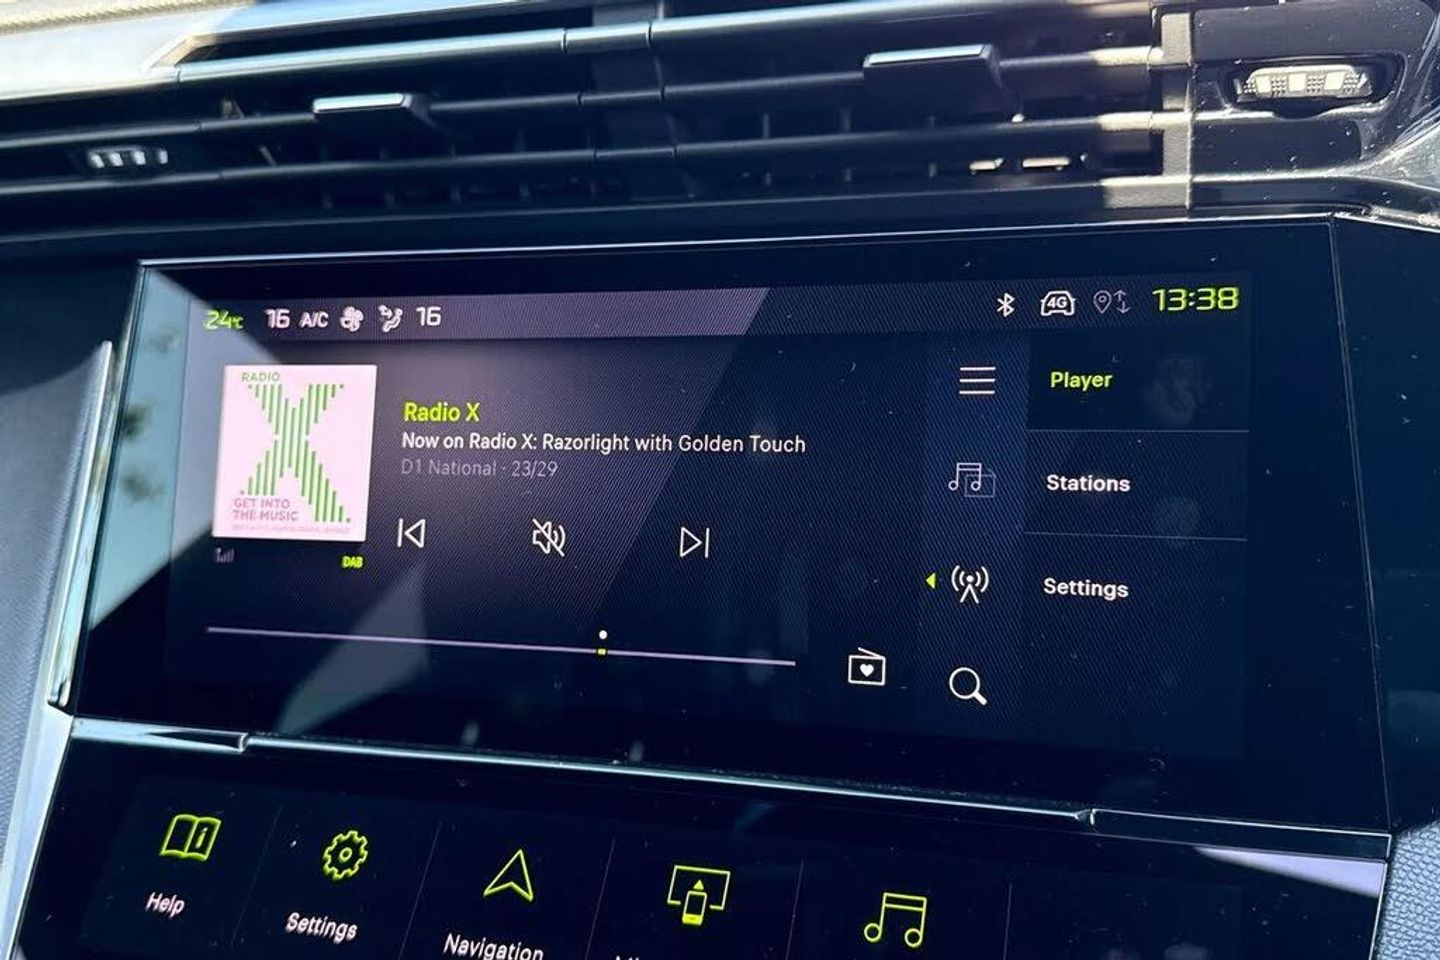 24°C 16 A/C 16 4G 13:38
RADIO
GET INTO
THE MUSIC
DAB
Radio X
Now on Radio X: Razorlight with Golden Touch
D1 National · 23/29
Player
Stations
Settings
Help
Settings
Navigation